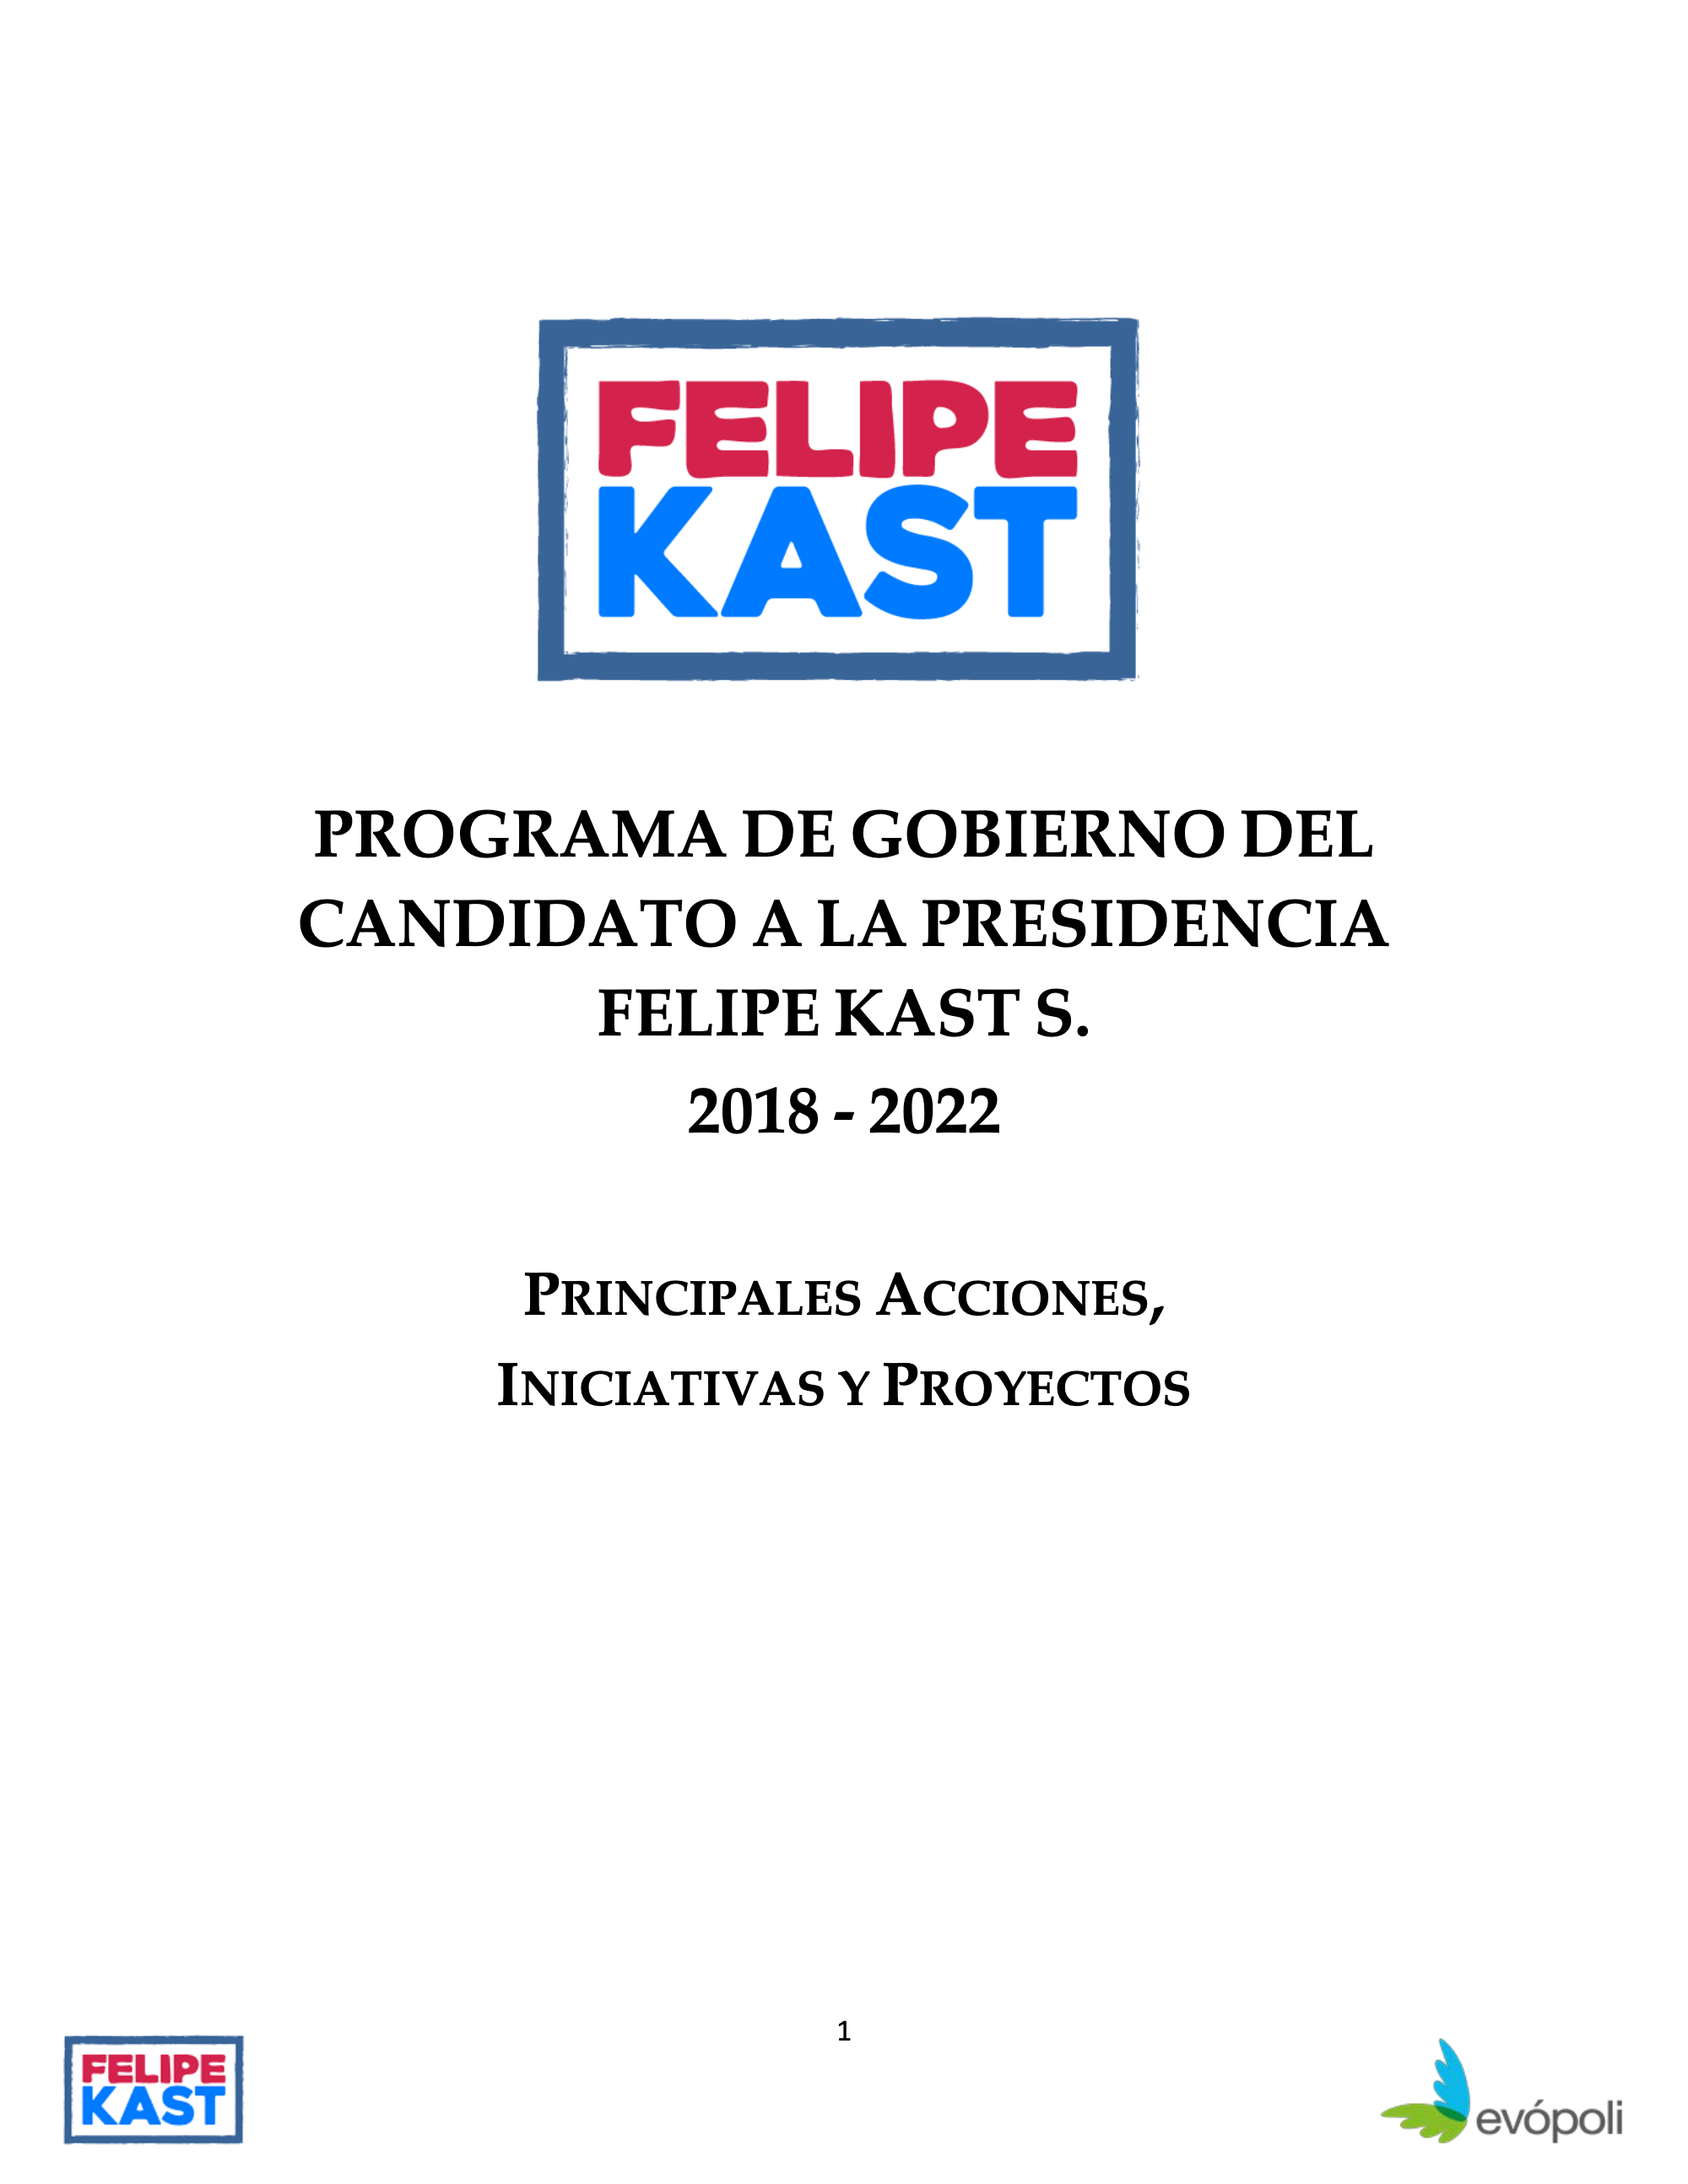 FELIPE
KAST
PROGRAMA DE GOBIERNO DEL
CANDIDATO A LA PRESIDENCIA
FELIPE KAST S.
2018 - 2022
PRINCIPALES ACCIONES,
INICIATIVAS Y PROYECTOS
1
FELIPE
KAST
evópoli